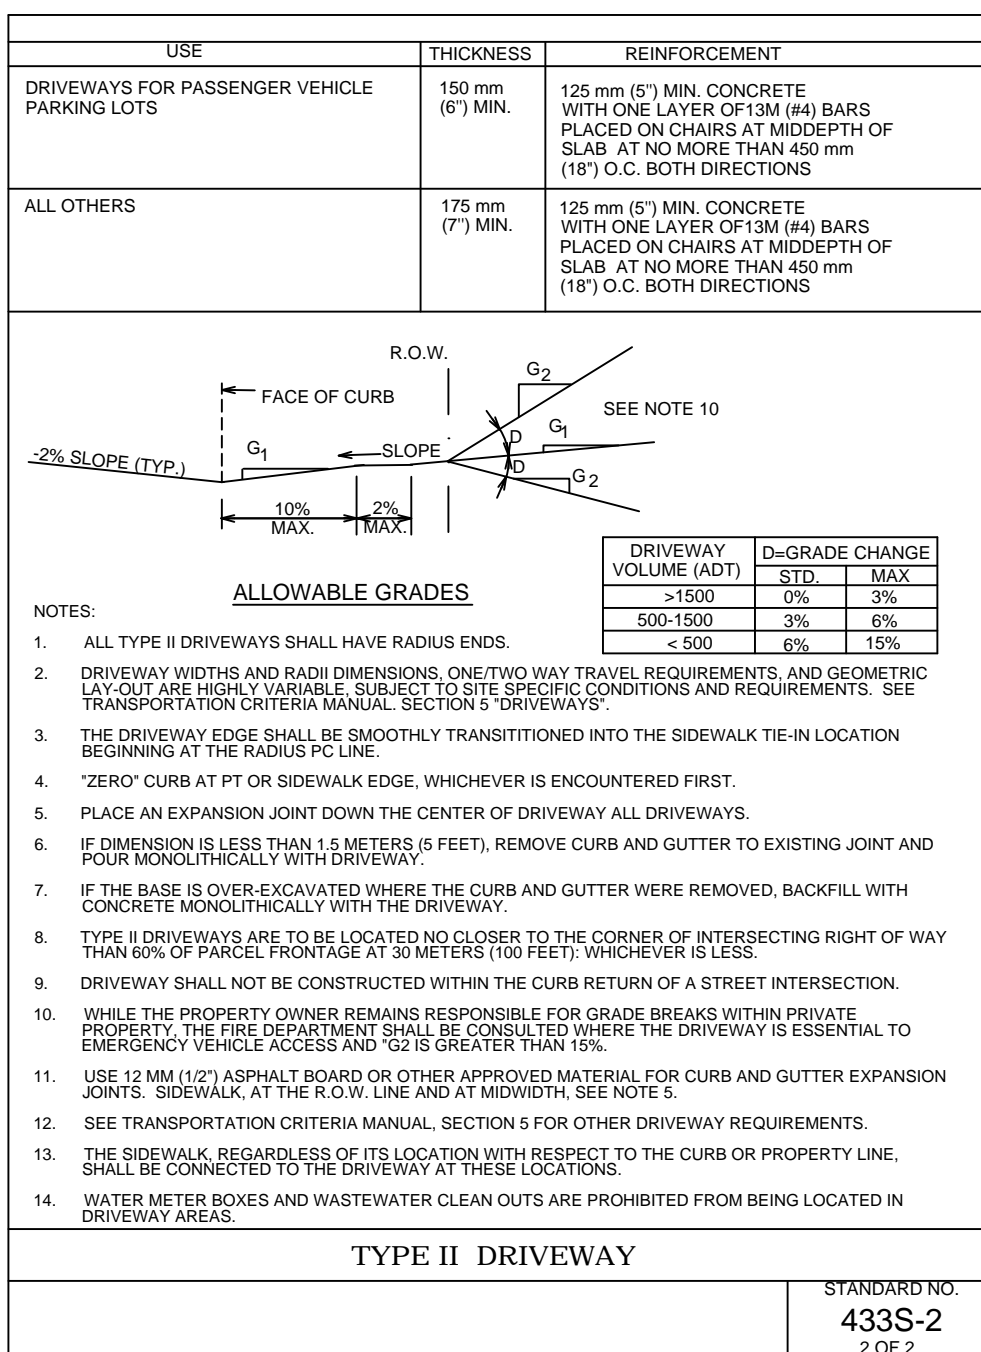 USE THICKNESS REINFORCEMENT
DRIVEWAYS FOR PASSENGER VEHICLE
PARKING LOTS
150 mm
(6") MIN.
125 mm (5") MIN. CONCRETE
WITH ONE LAYER OF13M (#4) BARS
PLACED ON CHAIRS AT MIDDEPTH OF
SLAB AT NO MORE THAN 450 mm
(18") O.C. BOTH DIRECTIONS
ALL OTHERS
175 mm
(7") MIN.
125 mm (5") MIN. CONCRETE
WITH ONE LAYER OF13M (#4) BARS
PLACED ON CHAIRS AT MIDDEPTH OF
SLAB AT NO MORE THAN 450 mm
(18") O.C. BOTH DIRECTIONS
R.O.W.
G2
FACE OF CURB
SEE NOTE 10
G1
D
-2% SLOPE (TYP.)
G1
SLOPE
D
G2
10%
MAX.
2%
MAX.
ALLOWABLE GRADES
DRIVEWAY
VOLUME (ADT)
D=GRADE CHANGE
STD. MAX
>1500 0% 3%
500-1500 3% 6%
< 500 6% 15%
NOTES:
1. ALL TYPE II DRIVEWAYS SHALL HAVE RADIUS ENDS.
2. DRIVEWAY WIDTHS AND RADII DIMENSIONS, ONE/TWO WAY TRAVEL REQUIREMENTS, AND GEOMETRIC
LAY-OUT ARE HIGHLY VARIABLE, SUBJECT TO SITE SPECIFIC CONDITIONS AND REQUIREMENTS. SEE
TRANSPORTATION CRITERIA MANUAL. SECTION 5 "DRIVEWAYS".
3. THE DRIVEWAY EDGE SHALL BE SMOOTHLY TRANSITITIONED INTO THE SIDEWALK TIE-IN LOCATION
BEGINNING AT THE RADIUS PC LINE.
4. "ZERO" CURB AT PT OR SIDEWALK EDGE, WHICHEVER IS ENCOUNTERED FIRST.
5. PLACE AN EXPANSION JOINT DOWN THE CENTER OF DRIVEWAY ALL DRIVEWAYS.
6. IF DIMENSION IS LESS THAN 1.5 METERS (5 FEET), REMOVE CURB AND GUTTER TO EXISTING JOINT AND
POUR MONOLITHICALLY WITH DRIVEWAY.
7. IF THE BASE IS OVER-EXCAVATED WHERE THE CURB AND GUTTER WERE REMOVED, BACKFILL WITH
CONCRETE MONOLITHICALLY WITH THE DRIVEWAY.
8. TYPE II DRIVEWAYS ARE TO BE LOCATED NO CLOSER TO THE CORNER OF INTERSECTING RIGHT OF WAY
THAN 60% OF PARCEL FRONTAGE AT 30 METERS (100 FEET): WHICHEVER IS LESS.
9. DRIVEWAY SHALL NOT BE CONSTRUCTED WITHIN THE CURB RETURN OF A STREET INTERSECTION.
10. WHILE THE PROPERTY OWNER REMAINS RESPONSIBLE FOR GRADE BREAKS WITHIN PRIVATE
PROPERTY, THE FIRE DEPARTMENT SHALL BE CONSULTED WHERE THE DRIVEWAY IS ESSENTIAL TO
EMERGENCY VEHICLE ACCESS AND "G2 IS GREATER THAN 15%.
11. USE 12 MM (1/2") ASPHALT BOARD OR OTHER APPROVED MATERIAL FOR CURB AND GUTTER EXPANSION
JOINTS. SIDEWALK, AT THE R.O.W. LINE AND AT MIDWIDTH, SEE NOTE 5.
12. SEE TRANSPORTATION CRITERIA MANUAL, SECTION 5 FOR OTHER DRIVEWAY REQUIREMENTS.
13. THE SIDEWALK, REGARDLESS OF ITS LOCATION WITH RESPECT TO THE CURB OR PROPERTY LINE,
SHALL BE CONNECTED TO THE DRIVEWAY AT THESE LOCATIONS.
14. WATER METER BOXES AND WASTEWATER CLEAN OUTS ARE PROHIBITED FROM BEING LOCATED IN
DRIVEWAY AREAS.
TYPE II DRIVEWAY
STANDARD NO.
433S-2
2 OF 2